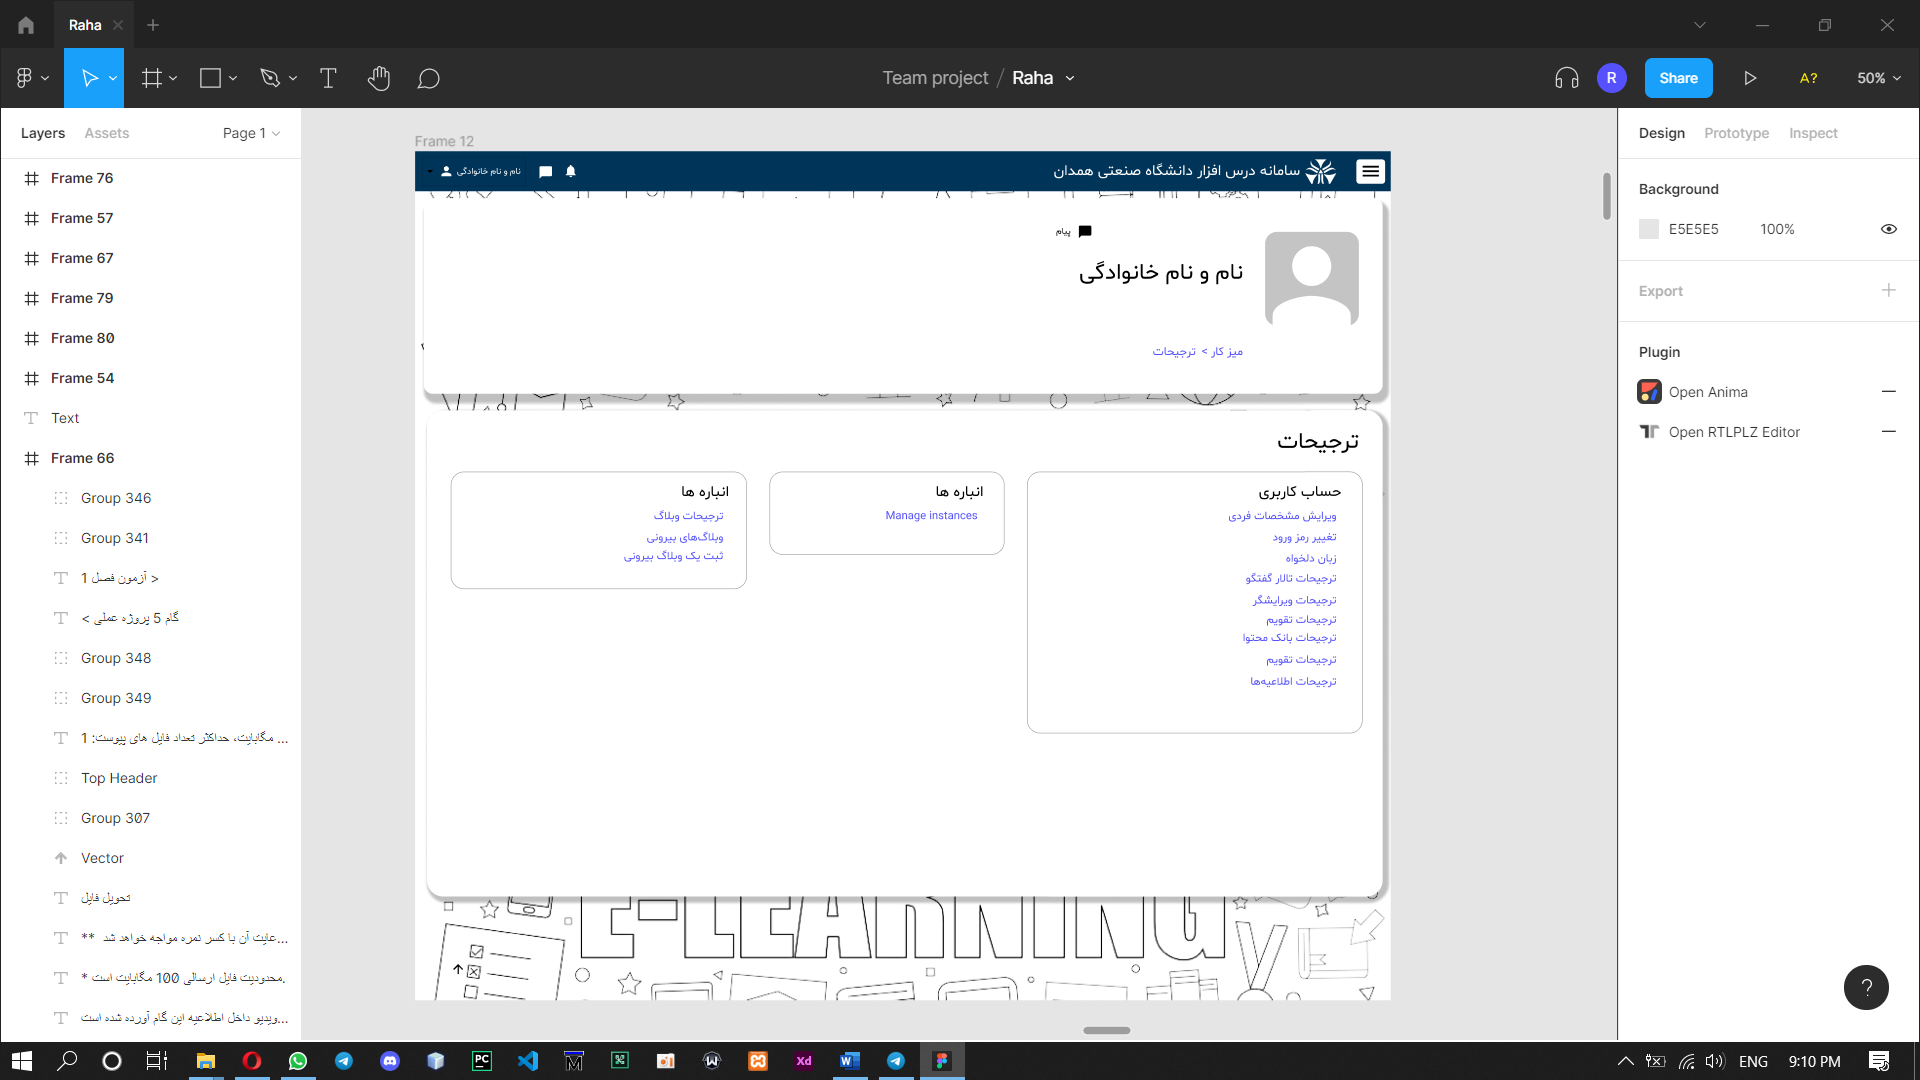 Raha
Team project / Raha
R
Share
A?
50%
Layers
Assets
Page 1
Frame 76
Frame 57
Frame 67
Frame 79
Frame 80
Frame 54
Text
Frame 66
Group 346
Group 341
آزمون فصل 1 >
گام 5 پروژه عملی >
Group 348
Group 349
... مگابایت، حداکثر تعداد فایل های پیوست: 1
Top Header
Group 307
Vector
تحویل فایل
** عایت آن با کسر نمره مواجه خواهد شد...
* محدودیت فایل ارسالی 100 مگابایت است.
ویدیو داخل اطلاعیه این گام آورده شده است...
Frame 12
سامانه درس افزار دانشگاه صنعتی همدان
نام و نام خانوادگی
پیام
نام و نام خانوادگی
میز کار > ترجیحات
ترجیحات
حساب کاربری
ویرایش مشخصات فردی
تغییر رمز ورود
زبان دلخواه
ترجیحات تالار گفتگو
ترجیحات ویرایشگر
ترجیحات تقویم
ترجیحات بانک محتوا
ترجیحات تقویم
ترجیحات اطلاعیه‌ها
انباره ها
Manage instances
انباره ها
ترجیحات وبلاگ
وبلاگ‌های بیرونی
ثبت یک وبلاگ بیرونی
E-LEARNING
Design
Prototype
Inspect
Background
E5E5E5
100%
Export
Plugin
Open Anima
Open RTLPLZ Editor
?
PC
Xd
W
ENG
9:10 PM